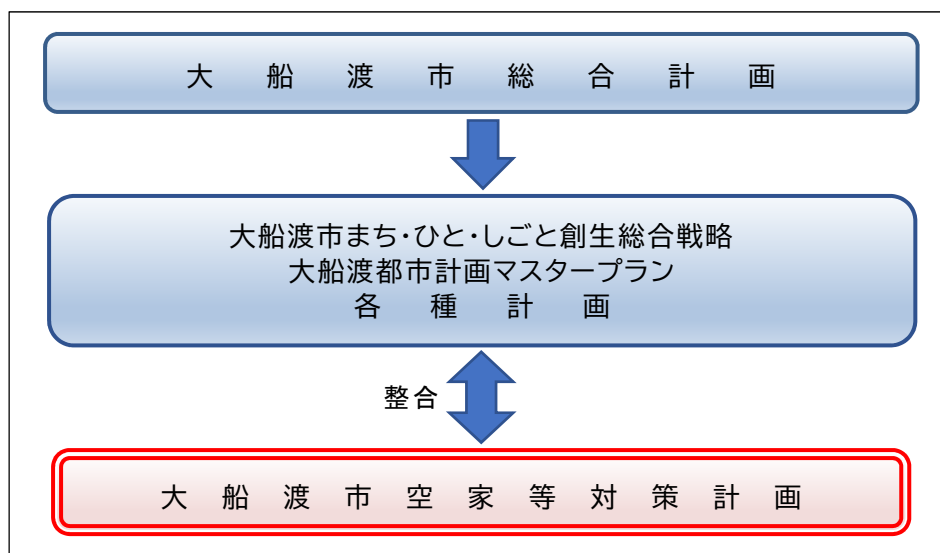 大船渡市総合計画
大船渡市まち・ひと・しごと創生総合戦略
大船渡都市計画マスタープラン
各種計画
整合
大船渡市空家等対策計画